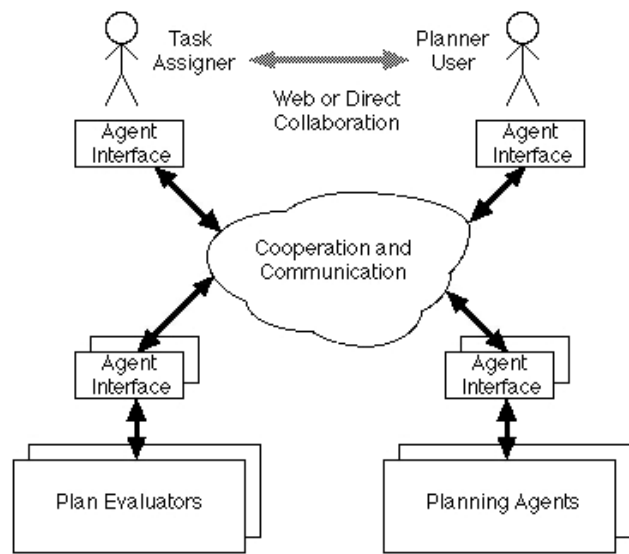 Task
Assigner
Planner
User
Web or Direct
Collaboration
Agent
Interface
Agent
Interface
Cooperation and
Communication
Agent
Interface
Agent
Interface
Plan Evaluators
Planning Agents